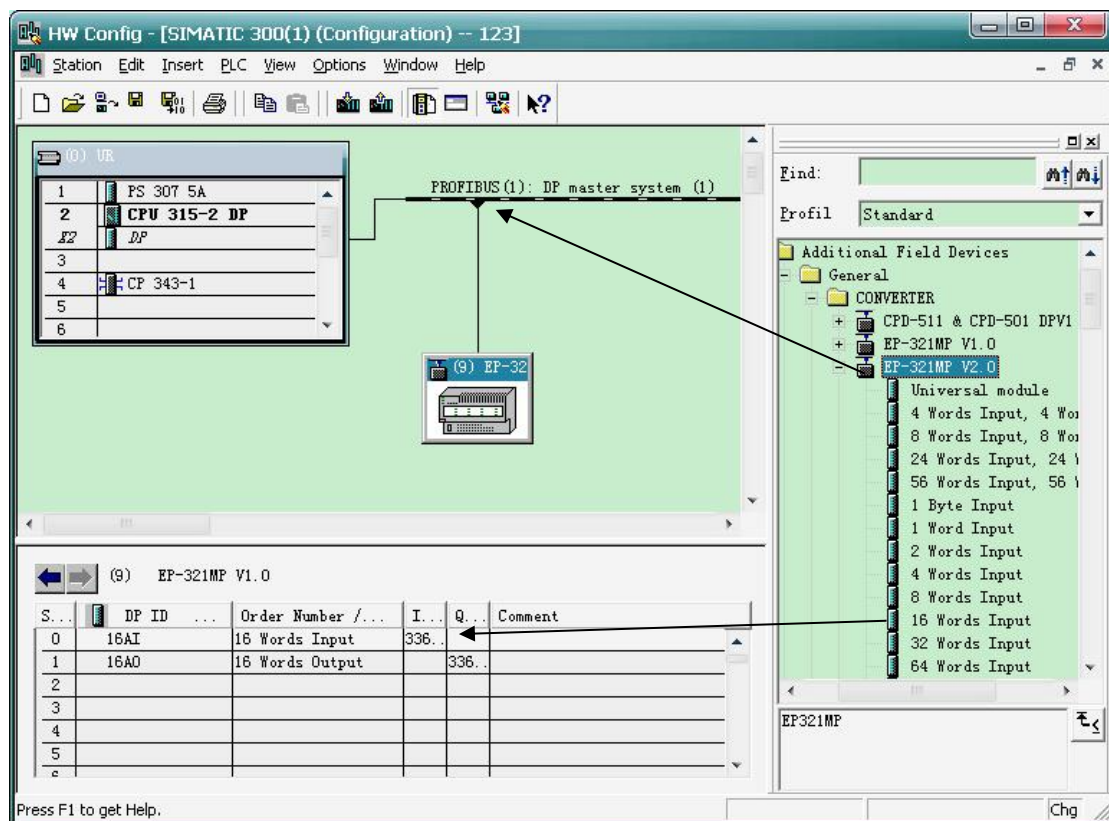 HW Config - [SIMATIC 300(1) (Configuration) -- 123]
Station Edit Insert PLC View Options Window Help
(0) UR
1 PS 307 5A
2 CPU 315-2 DP
X2 DP
3
4 CP 343-1
5
6
PROFIBUS(1): DP master system (1)
(9) EP-32
Find:
Profil Standard
Additional Field Devices
General
CONVERTER
CPD-511 & CPD-501 DPV1
EP-321MP V1.0
EP-321MP V2.0
Universal module
4 Words Input, 4 Wo
8 Words Input, 8 Wo
24 Words Input, 24
56 Words Input, 56
1 Byte Input
1 Word Input
2 Words Input
4 Words Input
8 Words Input
16 Words Input
32 Words Input
64 Words Input
EP321MP
(9) EP-321MP V1.0
S... DP ID ... Order Number /... I... Q... Comment
0 16AI 16 Words Input 336..
1 16AO 16 Words Output 336..
2
3
4
5
Press F1 to get Help.
Chg